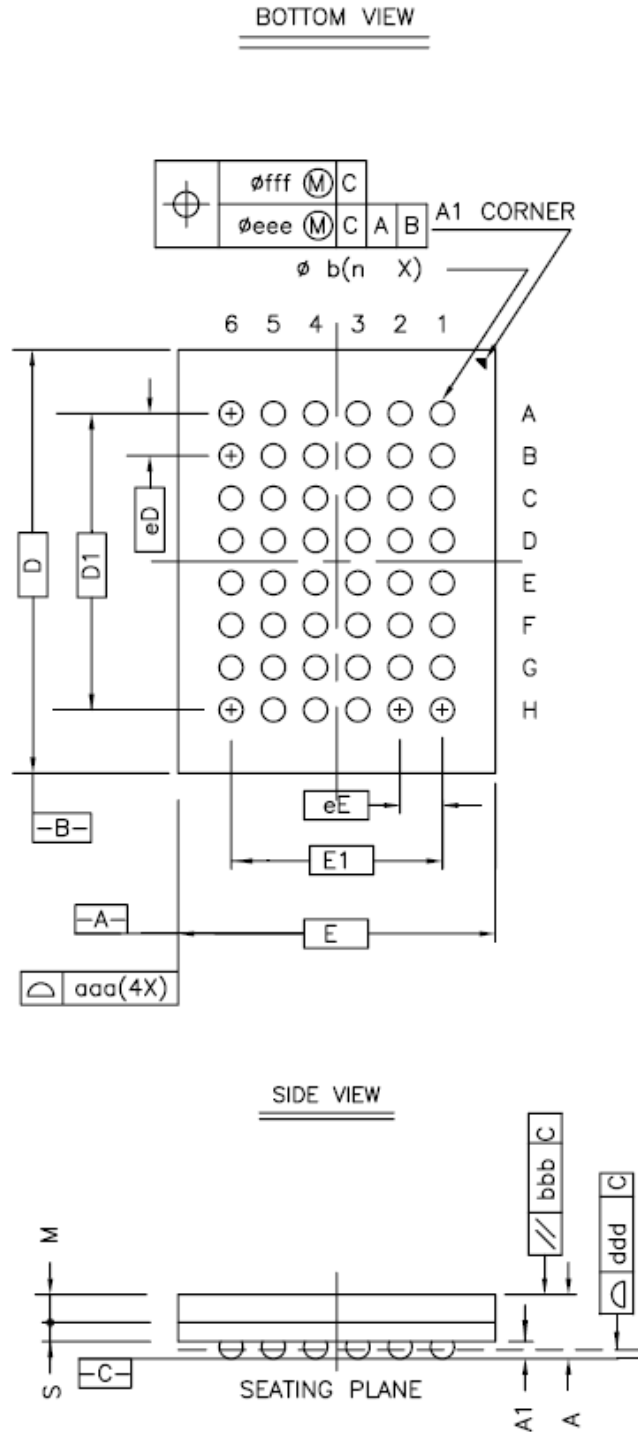 BOTTOM VIEW
øfff Ⓜ C
øeee Ⓜ C A B
A1 CORNER
ø b(n X)
6 5 4 3 2 1
A
B
C
D
E
F
G
H
eD
D1
D
eE
E1
E
-B-
-A-
aaa(4X)
SIDE VIEW
// bbb C
ddd C
M
S
-C-
SEATING PLANE
A1
A